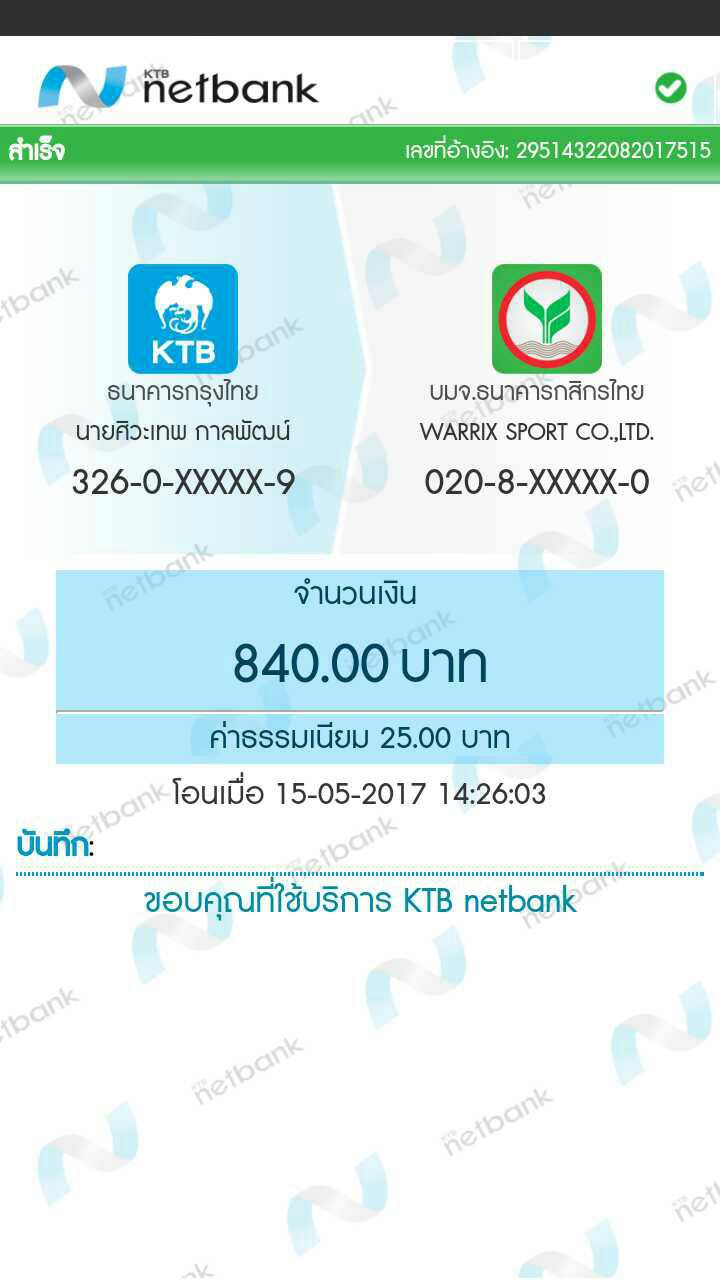 KTB
netbank
สำเร็จ
เลขที่อ้างอิง: 29514322082017515
KTB
ธนาคารกรุงไทย
บมจ.ธนาคารกสิกรไทย
นายศิวะเทพ กาลพัฒน์
WARRIX SPORT CO.,LTD.
326-0-XXXXX-9
020-8-XXXXX-0
จำนวนเงิน
840.00 บาท
ค่าธรรมเนียม 25.00 บาท
โอนเมื่อ 15-05-2017 14:26:03
บันทึก:
ขอบคุณที่ใช้บริการ KTB netbank